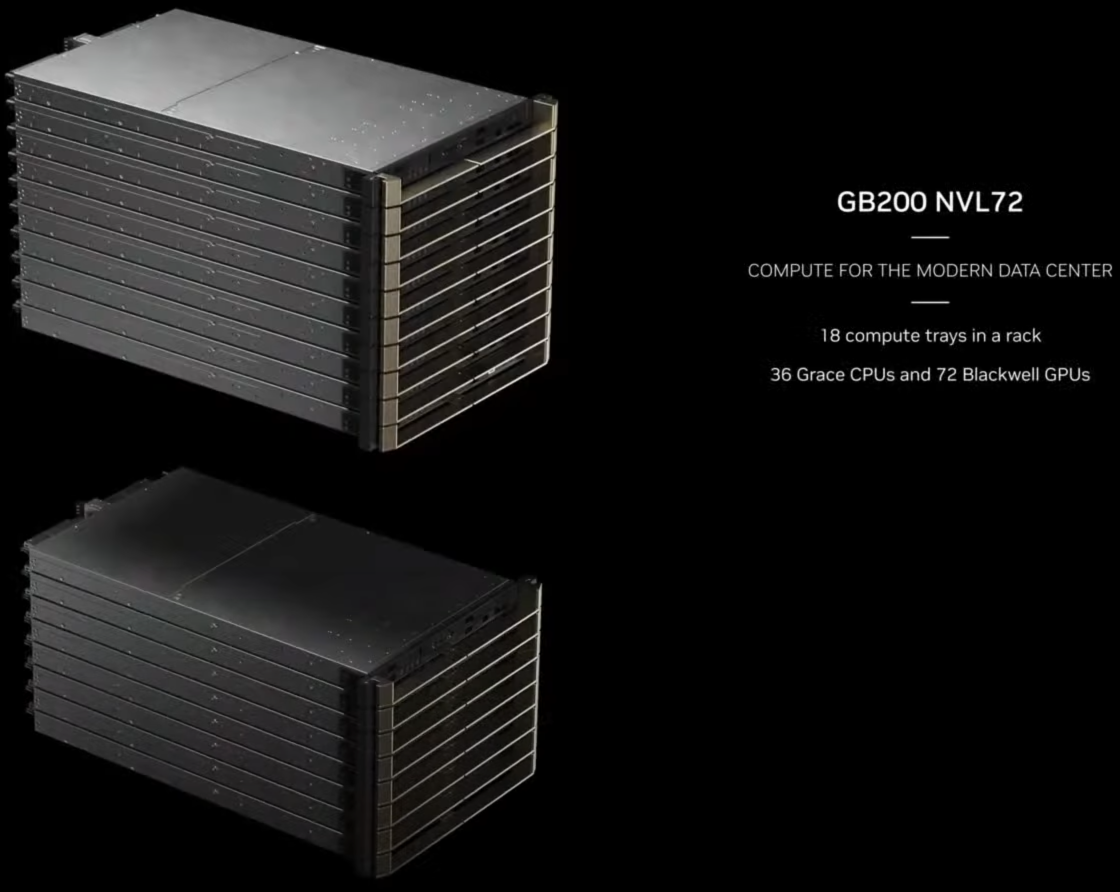 GB200 NVL72
COMPUTE FOR THE MODERN DATA CENTER
18 compute trays in a rack
36 Grace CPUs and 72 Blackwell GPUs